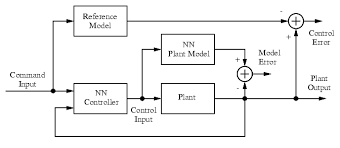 Reference
Model
-
+
Control
Error
NN
Plant Model
+
-
Model
Error
Command
Input
NN
Controller
Control
Input
Plant
Plant
Output